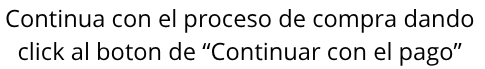 Continua con el proceso de compra dando
click al boton de “Continuar con el pago”